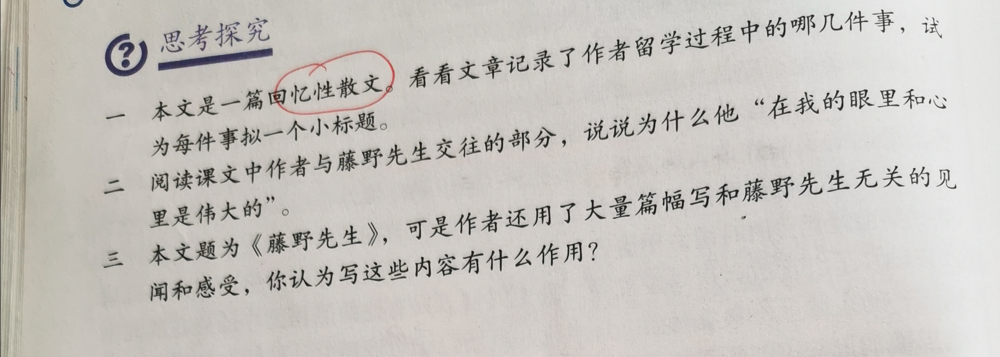 思考探究
一 本文是一篇回忆性散文。看看文章记录了作者留学过程中的哪几件事，试
为每件事拟一个小标题。
二 阅读课文中作者与藤野先生交往的部分，说说为什么他“在我的眼里和心
里是伟大的”。
三 本文题为《藤野先生》，可是作者还用了大量篇幅写和藤野先生无关的见
闻和感受，你认为写这些内容有什么作用？